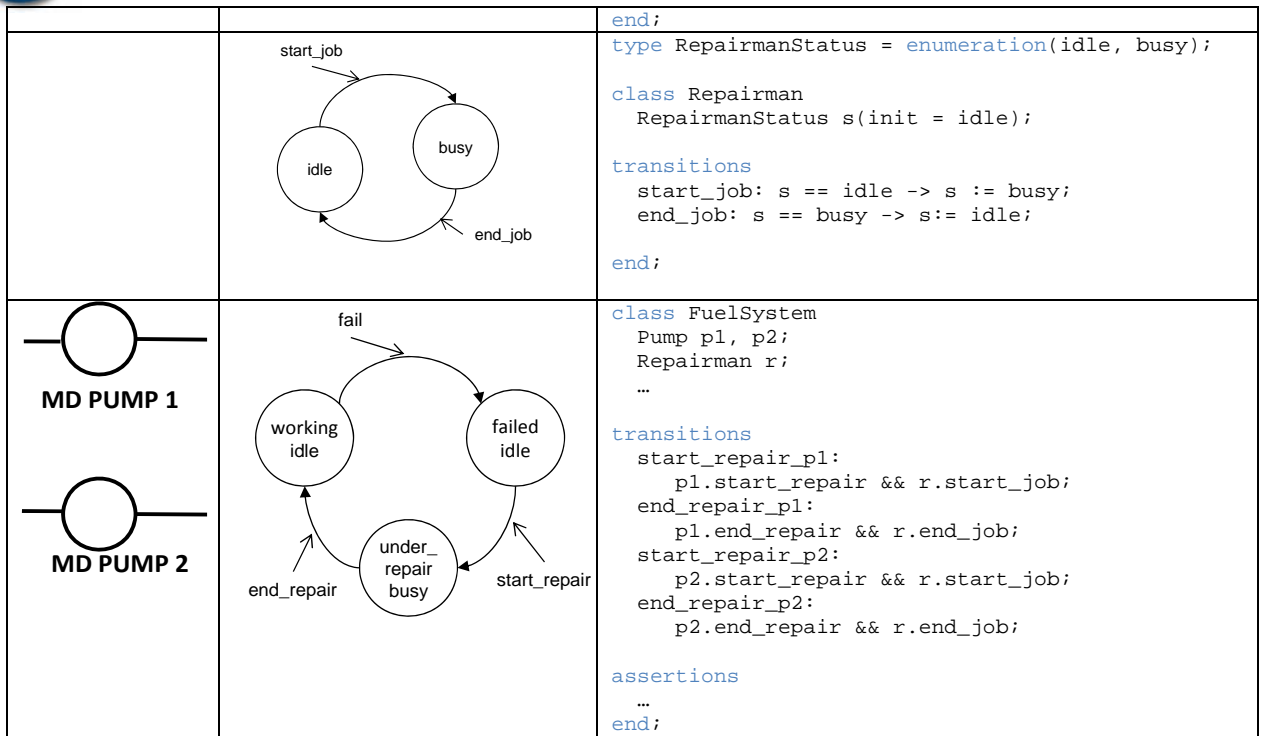 end;
start_job
idle
busy
end_job
type RepairmanStatus = enumeration(idle, busy);
class Repairman
RepairmanStatus s(init = idle);
transitions
start_job: s == idle -> s := busy;
end_job: s == busy -> s:= idle;
end;
MD PUMP 1
MD PUMP 2
fail
working
idle
failed
idle
under_
repair
busy
end_repair
start_repair
class FuelSystem
Pump p1, p2;
Repairman r;
…
transitions
start_repair_p1:
p1.start_repair && r.start_job;
end_repair_p1:
p1.end_repair && r.end_job;
start_repair_p2:
p2.start_repair && r.start_job;
end_repair_p2:
p2.end_repair && r.end_job;
assertions
…
end;